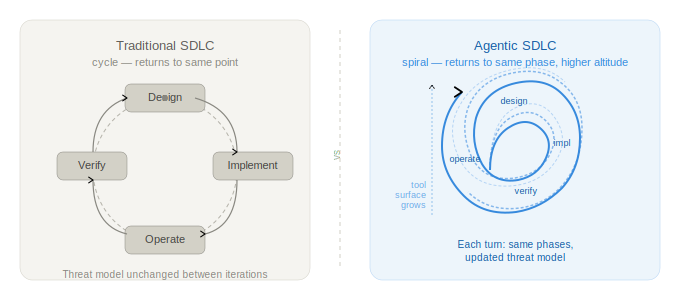 Traditional SDLC
cycle — returns to same point
Design
Verify
Implement
Operate
Threat model unchanged between iterations
vs
Agentic SDLC
spiral — returns to same phase, higher altitude
design
impl
operate
verify
tool
surface
grows
Each turn: same phases,
updated threat model